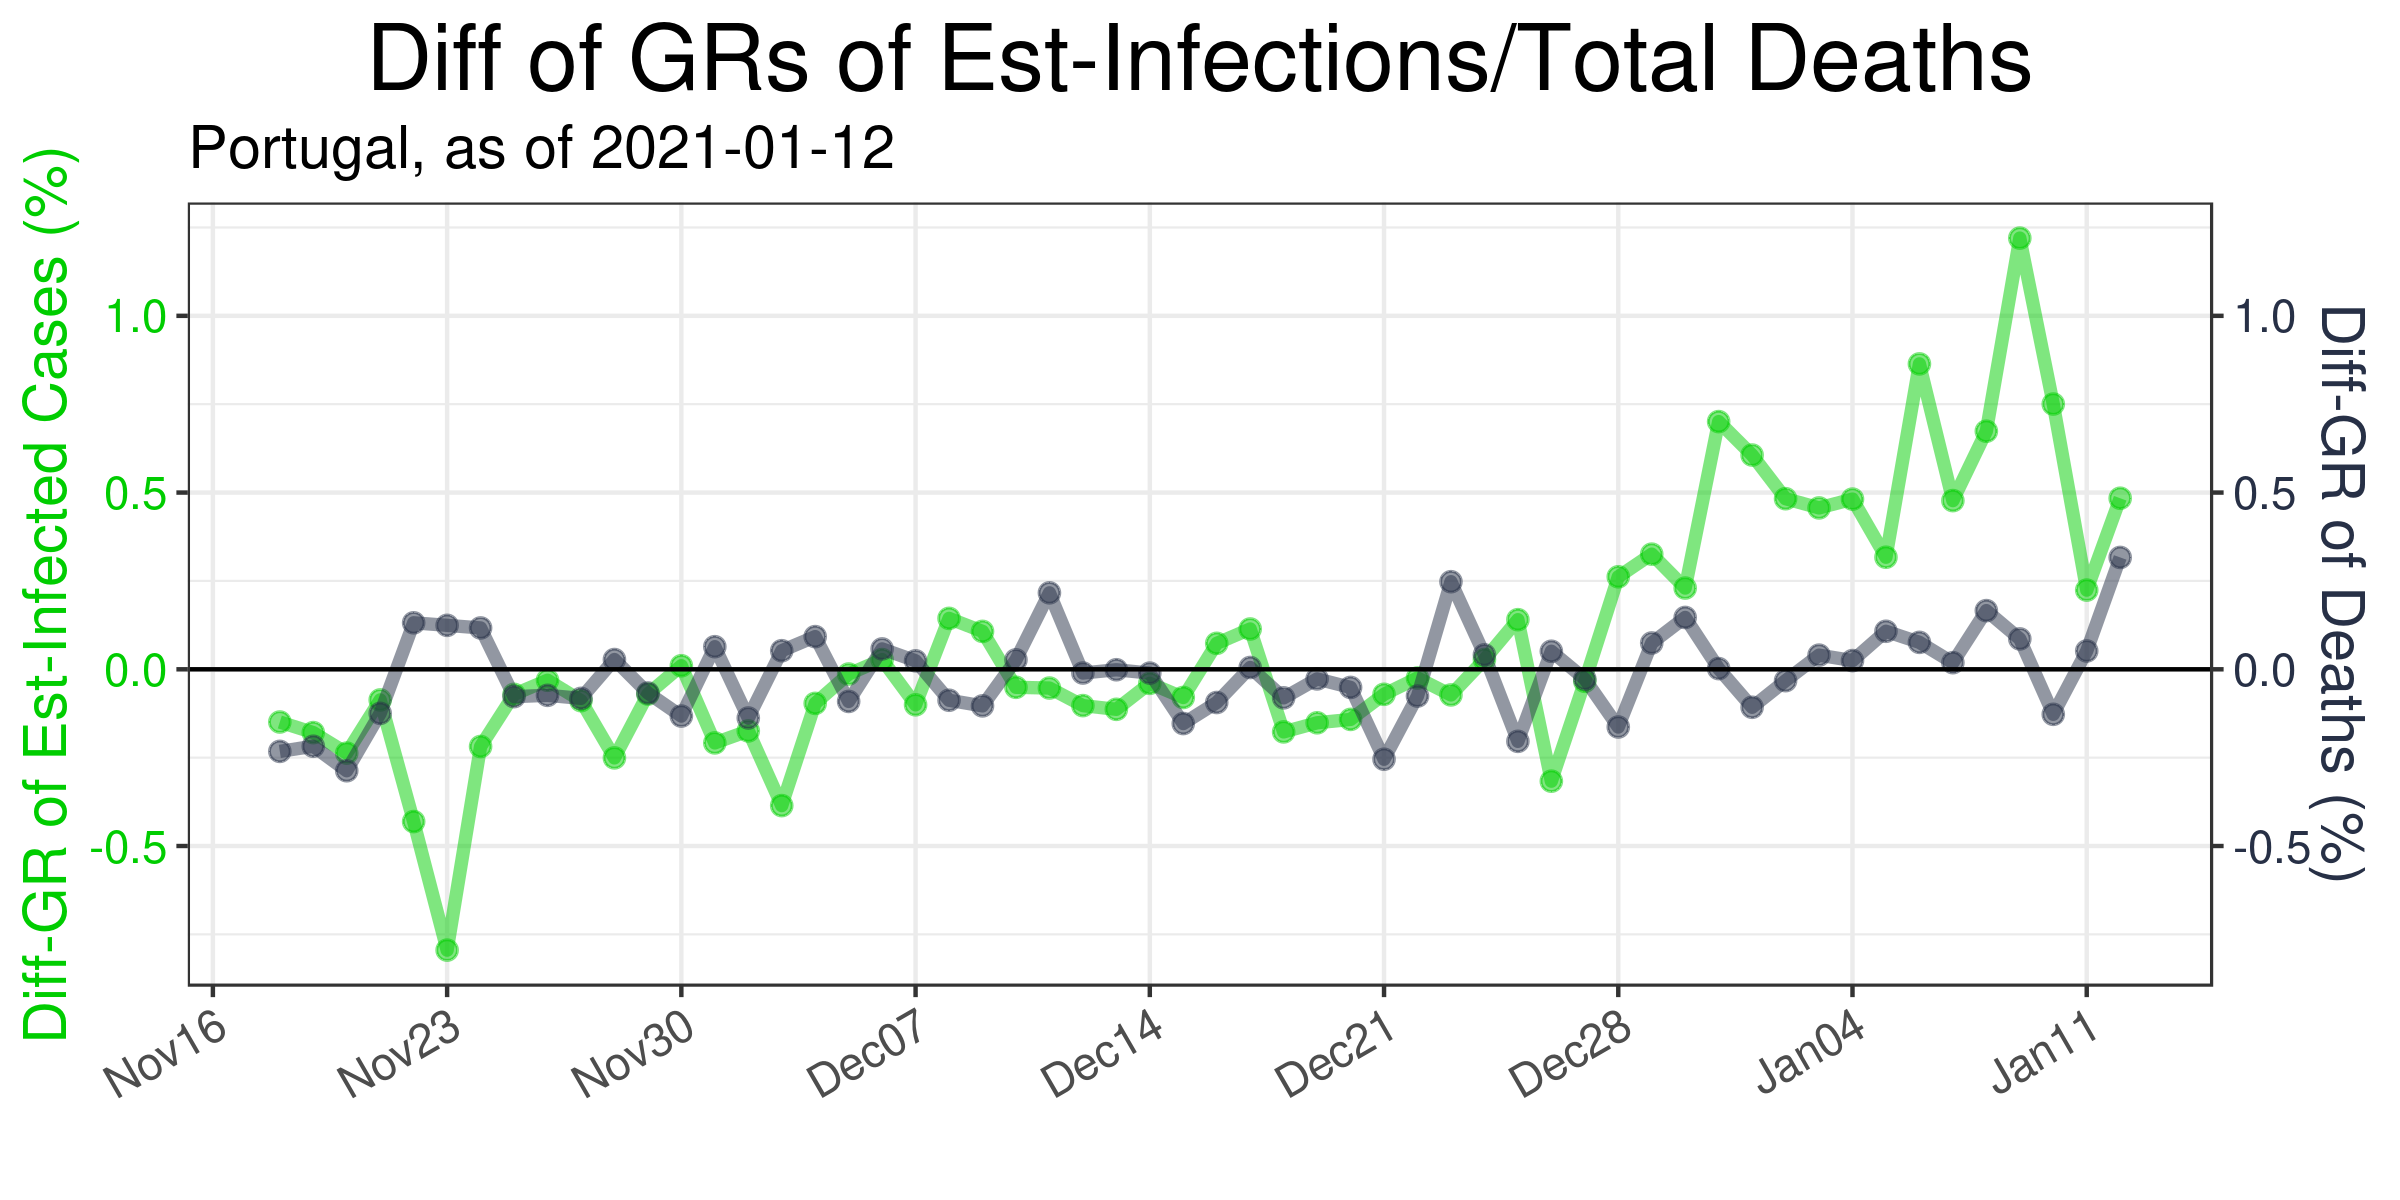 Diff of GRs of Est-Infections/Total Deaths
Portugal, as of 2021-01-12
Diff-GR of Est-Infected Cases (%)
1.0
0.5
0.0
-0.5
1.0
0.5
0.0
-0.5
Diff-GR of Deaths (%)
Nov16
Nov23
Nov30
Dec07
Dec14
Dec21
Dec28
Jan04
Jan11